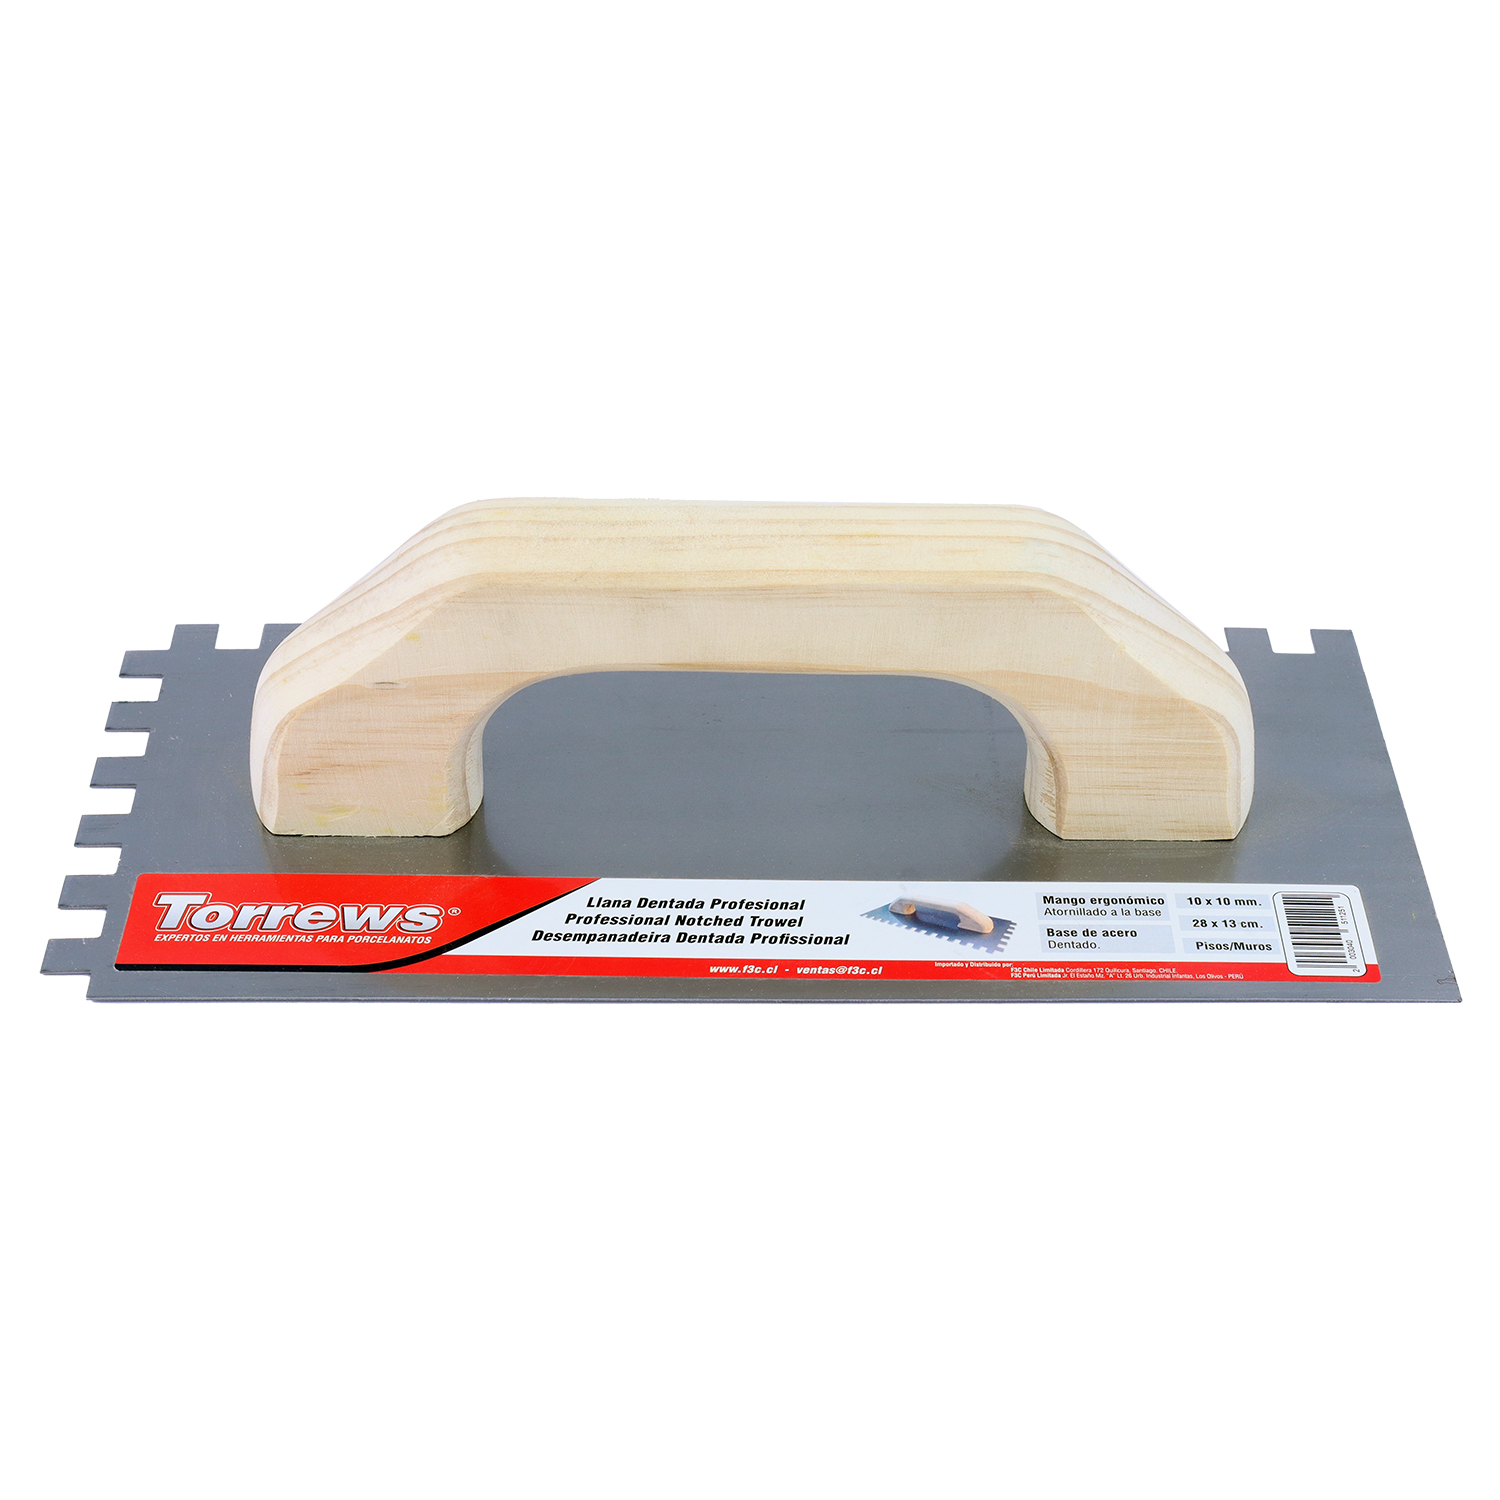 Torrews®
EXPERTOS EN HERRAMIENTAS PARA PORCELANATOS
Llana Dentada Profesional
Professional Notched Trowel
Desempanadeira Dentada Profissional
www.f3c.cl - ventas@f3c.cl
Mango ergonómico
Atornillado a la base
Base de acero
Dentado.
10 x 10 mm.
28 x 13 cm.
Pisos/Muros
Importado y Distribuido por:
F3C Chile Limitada Cordillera 172 Quilicura, Santiago, CHILE.
F3C Perú Limitada Jr. El Estaño Mz. "A" Lt. 26 Urb. Industrial Infantas, Los Olivos - PERÚ
2 003040 511251